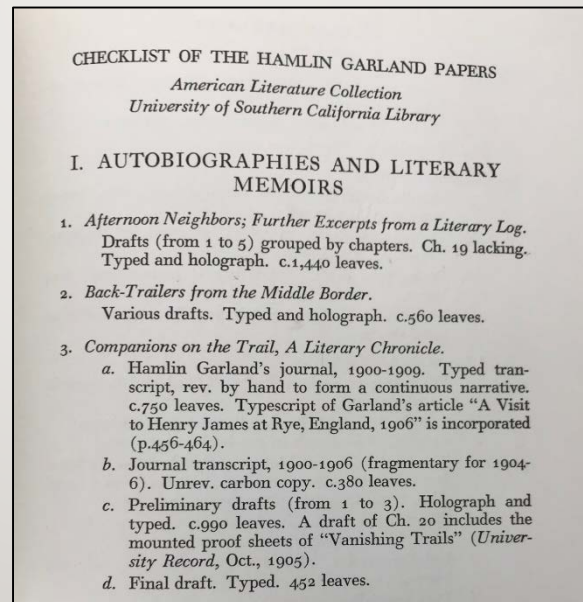 CHECKLIST OF THE HAMLIN GARLAND PAPERS
American Literature Collection
University of Southern California Library
I. AUTOBIOGRAPHIES AND LITERARY
MEMOIRS
1. Afternoon Neighbors; Further Excerpts from a Literary Log.
Drafts (from 1 to 5) grouped by chapters. Ch. 19 lacking.
Typed and holograph. c.1,440 leaves.
2. Back-Trailers from the Middle Border.
Various drafts. Typed and holograph. c.560 leaves.
3. Companions on the Trail, A Literary Chronicle.
a. Hamlin Garland's journal, 1900-1909. Typed tran-
script, rev. by hand to form a continuous narrative.
c.750 leaves. Typescript of Garland's article "A Visit
to Henry James at Rye, England, 1906" is incorporated
(p.456-464).
b. Journal transcript, 1900-1906 (fragmentary for 1904-
6). Unrev. carbon copy. c.380 leaves.
c. Preliminary drafts (from 1 to 3). Holograph and
typed. c.990 leaves. A draft of Ch. 20 includes the
mounted proof sheets of "Vanishing Trails" (Univer-
sity Record, Oct., 1905).
d. Final draft. Typed. 452 leaves.